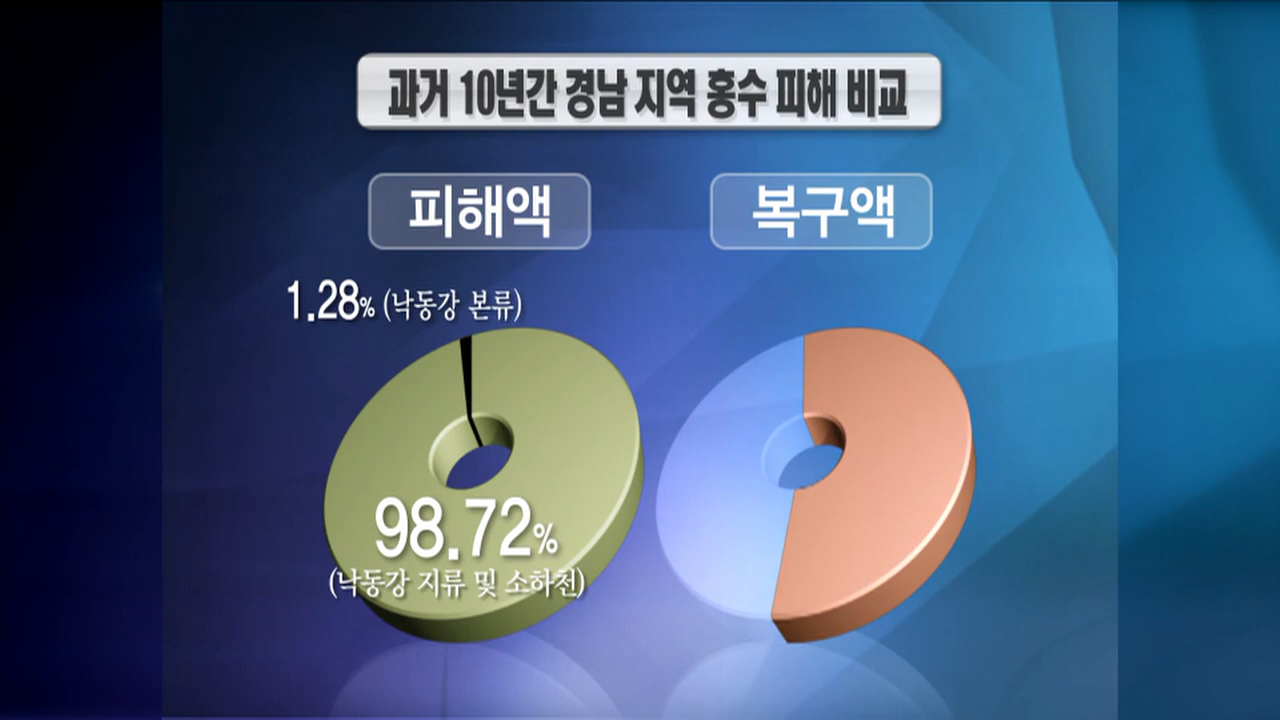 과거 10년간 경남 지역 홍수 피해 비교
피해액
복구액
1.28% (낙동강 본류)
98.72%
(낙동강 지류 및 소하천)